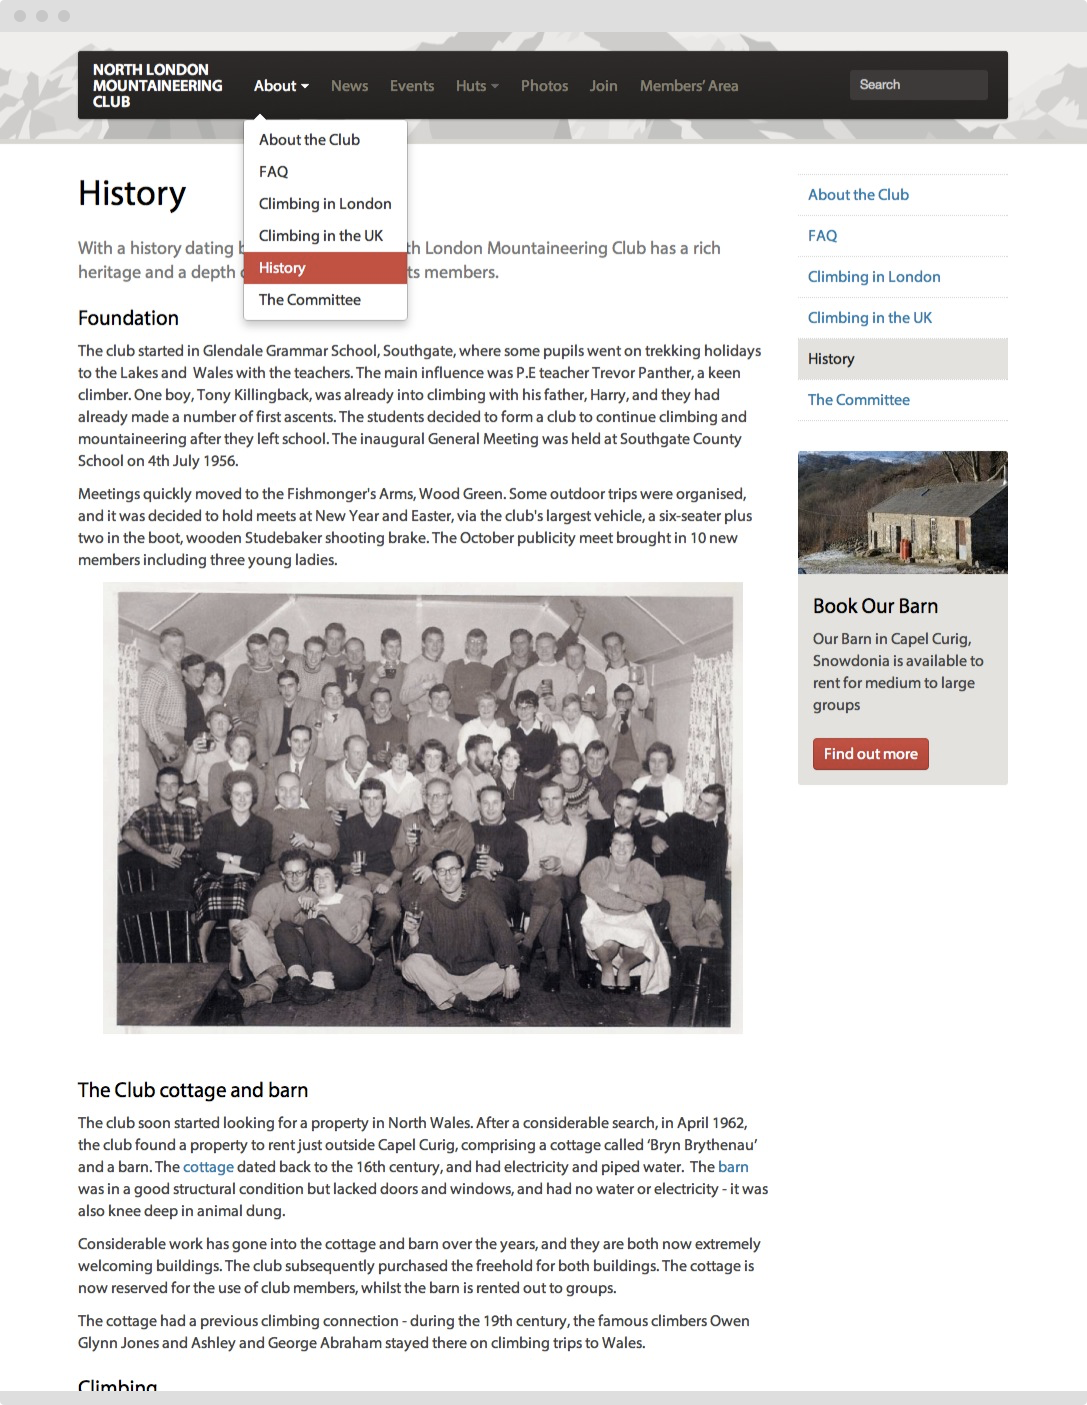 NORTH LONDON
MOUNTAINEERING
CLUB
About
News
Events
Huts
Photos
Join
Members’ Area
Search
About the Club
FAQ
Climbing in London
Climbing in the UK
History
The Committee
History
With a history dating
th London Mountaineering Club has a rich
heritage and a depth
ts members.
Foundation
The club started in Glendale Grammar School, Southgate, where some pupils went on trekking holidays
to the Lakes and Wales with the teachers. The main influence was P.E teacher Trevor Panther, a keen
climber. One boy, Tony Killingback, was already into climbing with his father, Harry, and they had
already made a number of first ascents. The students decided to form a club to continue climbing and
mountaineering after they left school. The inaugural General Meeting was held at Southgate County
School on 4th July 1956.
Meetings quickly moved to the Fishmonger's Arms, Wood Green. Some outdoor trips were organised,
and it was decided to hold meets at New Year and Easter, via the club's largest vehicle, a six-seater plus
two in the boot, wooden Studebaker shooting brake. The October publicity meet brought in 10 new
members including three young ladies.
The Club cottage and barn
The club soon started looking for a property in North Wales. After a considerable search, in April 1962,
the club found a property to rent just outside Capel Curig, comprising a cottage called ‘Bryn Brythenau’
and a barn. The cottage dated back to the 16th century, and had electricity and piped water. The barn
was in a good structural condition but lacked doors and windows, and had no water or electricity - it was
also knee deep in animal dung.
Considerable work has gone into the cottage and barn over the years, and they are both now extremely
welcoming buildings. The club subsequently purchased the freehold for both buildings. The cottage is
now reserved for the use of club members, whilst the barn is rented out to groups.
The cottage had a previous climbing connection - during the 19th century, the famous climbers Owen
Glynn Jones and Ashley and George Abraham stayed there on climbing trips to Wales.
Climbing
About the Club
FAQ
Climbing in London
Climbing in the UK
History
The Committee
Book Our Barn
Our Barn in Capel Curig,
Snowdonia is available to
rent for medium to large
groups
Find out more